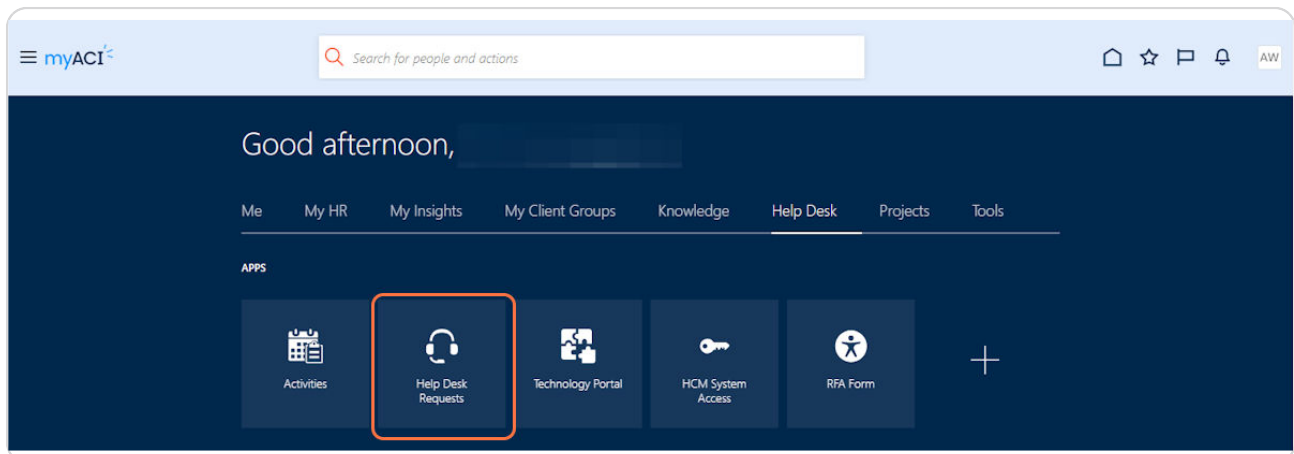 myACI
Search for people and actions
AW
Good afternoon,
Me My HR My Insights My Client Groups Knowledge Help Desk Projects Tools
APPS
Activities
Help Desk
Requests
Technology Portal
HCM System
Access
RFA Form